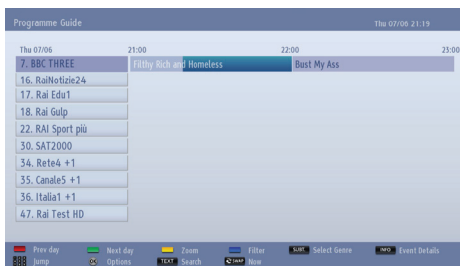 Programme Guide Thu 07/06 21:19
Thu 07/06 21:00 22:00 23:00
7. BBC THREE Filthy Rich and Homeless Bust My Ass
16. RaiNotizie24
17. Rai Edu1
18. Rai Gulp
22. RAI Sport più
30. SAT2000
34. Rete4 +1
35. Canale5 +1
36. Italia1 +1
47. Rai Test HD
Prev day Next day Zoom Filter SUBT. Select Genre INFO Event Details
Jump OK Options TEXT Search SWAP Now